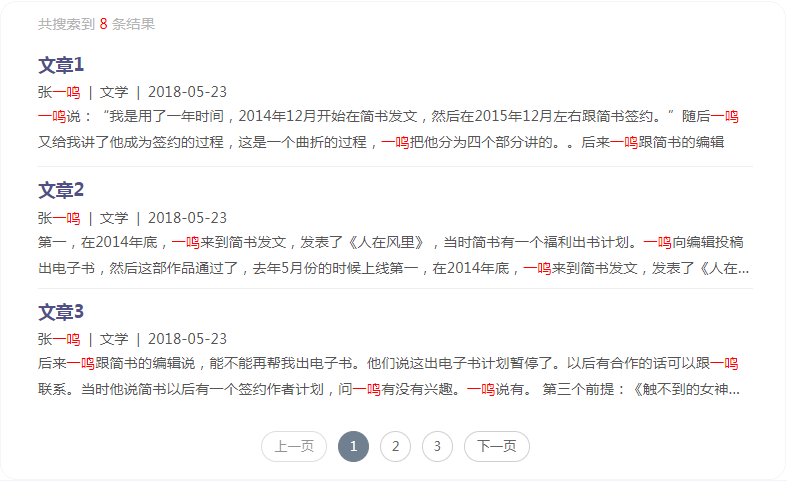 共搜索到 8 条结果
文章1
张一鸣 | 文学 | 2018-05-23
一鸣说：“我是用了一年时间，2014年12月开始在简书发文，然后在2015年12月左右跟简书签约。”随后一鸣
又给我讲了他成为签约的过程，这是一个曲折的过程，一鸣把他分为四个部分讲的。。后来一鸣跟简书的编辑
文章2
张一鸣 | 文学 | 2018-05-23
第一，在2014年底，一鸣来到简书发文，发表了《人在风里》，当时简书有一个福利出书计划。一鸣向编辑投稿
出电子书，然后这部作品通过了，去年5月份的时候上线第一，在2014年底，一鸣来到简书发文，发表了《人在...
文章3
张一鸣 | 文学 | 2018-05-23
后来一鸣跟简书的编辑说，能不能再帮我出电子书。他们说这出电子书计划暂停了。以后有合作的话可以跟一鸣
联系。当时他说简书以后有一个签约作者计划，问一鸣有没有兴趣。一鸣说有。 第三个前提：《触不到的女神...
上一页 1 2 3 下一页